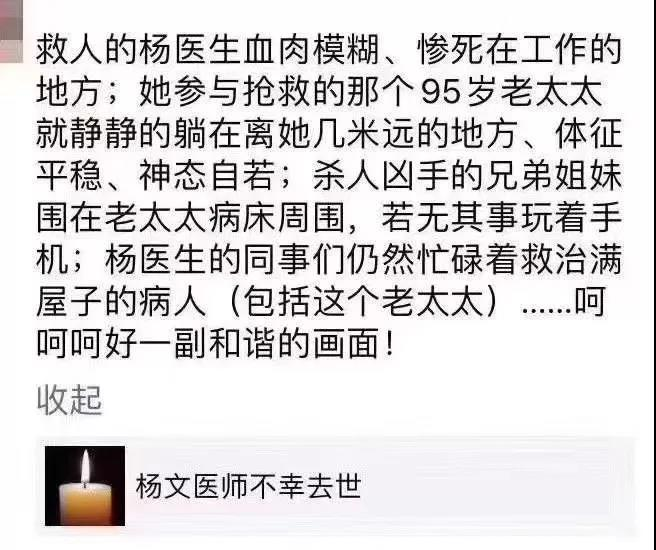 救人的杨医生血肉模糊、惨死在工作的
地方；她参与抢救的那个95岁老太太
就静静的躺在离她几米远的地方、体征
平稳、神态自若；杀人凶手的兄弟姐妹
围在老太太病床周围，若无其事玩着手
机；杨医生的同事们仍然忙碌着救治满
屋子的病人（包括这个老太太）......呵
呵呵好一副和谐的画面！
收起
杨文医师不幸去世